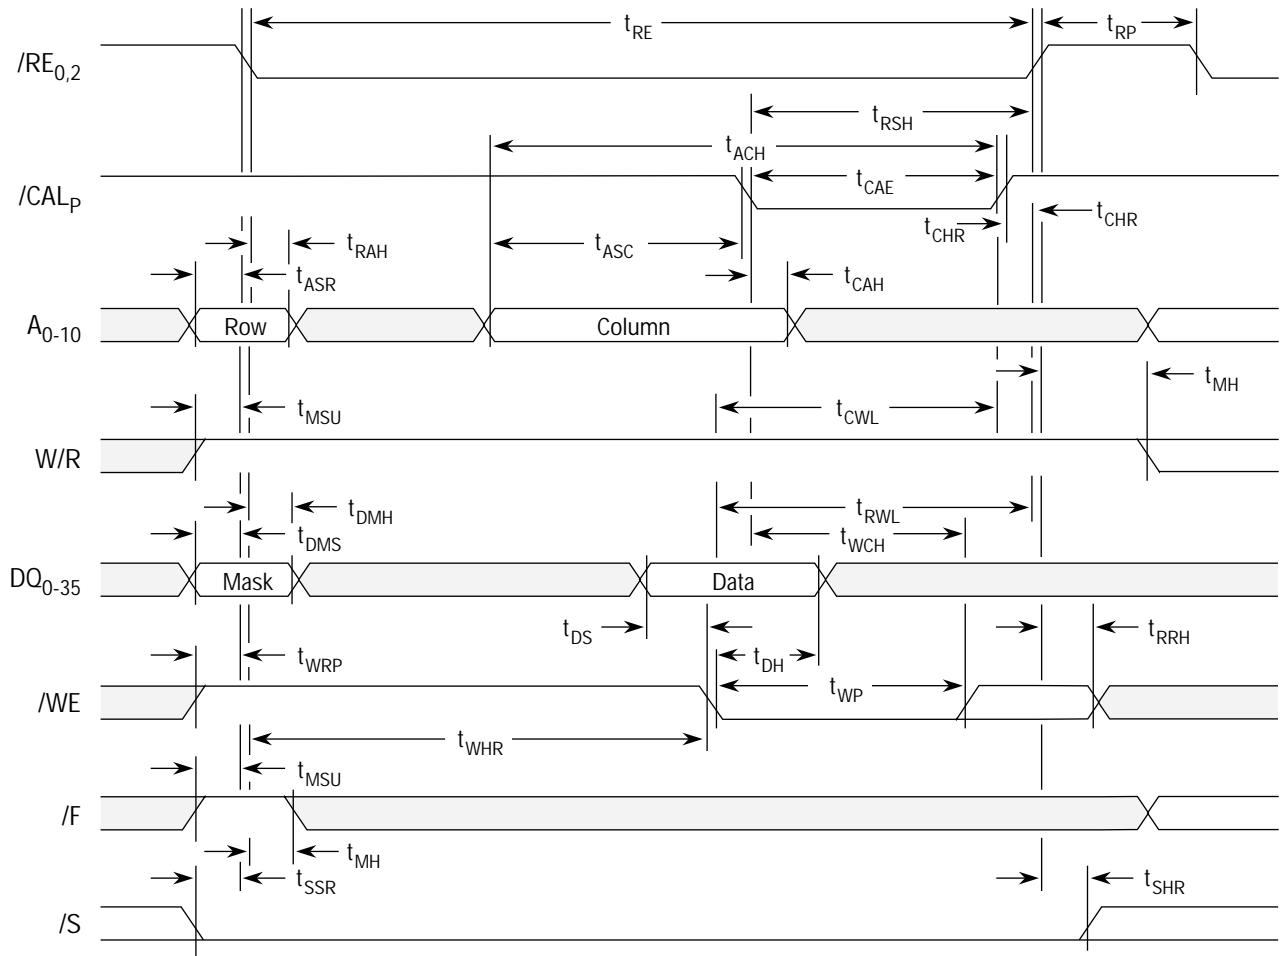 tRE
tRP
/RE0,2
tRSH
tACH
tCAE
/CALP
tCHR
tCHR
tRAH
tASC
tASR
tCAH
A0-10
Row
Column
tMH
tMSU
tCWL
W/R
tDMH
tRWL
tDMS
tWCH
DQ0-35
Mask
Data
tDS
tRRH
tWRP
tDH
/WE
tWP
tWHR
tMSU
/F
tMH
tSSR
tSHR
/S